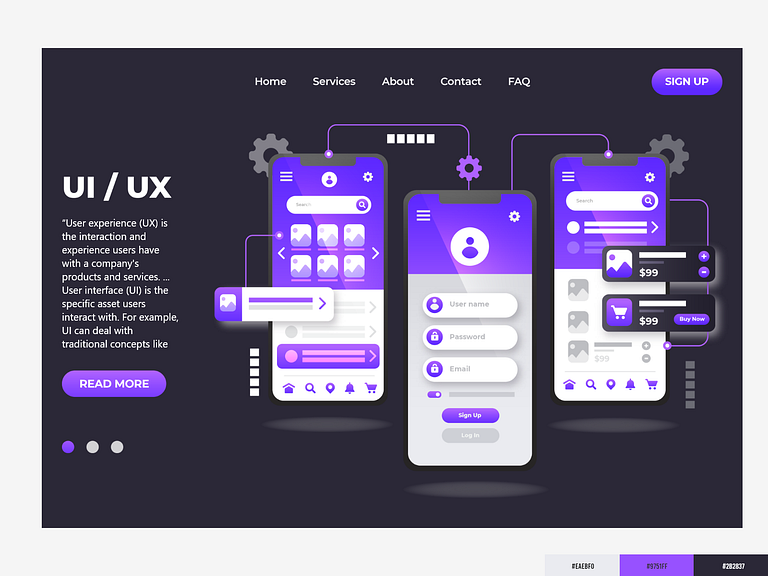 Home
Services
About
Contact
FAQ
SIGN UP
UI / UX
"User experience (UX) is
the interaction and
experience users have
with a company's
products and services. ...
User interface (UI) is the
specific asset users
interact with. For example,
UI can deal with
traditional concepts like
READ MORE
Search
User name
Password
Email
Sign Up
Log In
Search
$99
$99
Buy Now
$99
#EAEBF0
#9751FF
#2B2837